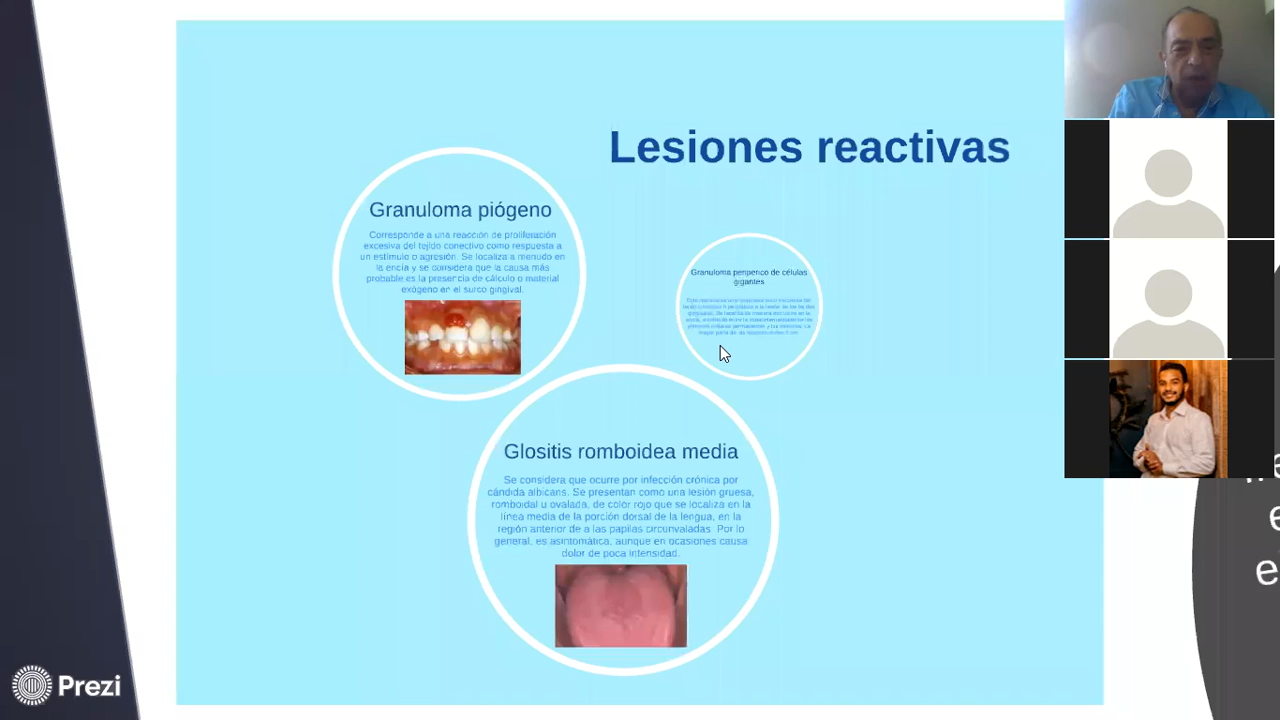 Lesiones reactivas
Granuloma piógeno
Corresponde a una reacción de proliferación
excesiva del tejido conectivo como respuesta a
un estímulo o agresión. Se localiza a menudo en
la encía y se considera que la causa más
probable es la presencia de cálculo o material
exógeno en el surco gingival.
Granuloma periperico de células
gigantes
Glositis romboidea media
Se considera que ocurre por infección crónica por
cándida albicans. Se presentan como una lesión gruesa,
romboidal u ovalada, de color rojo que se localiza en la
línea media de la porción dorsal de la lengua, en la
región anterior de a las papilas circunvaladas. Por lo
general, es asintomática, aunque en ocasiones causa
dolor de poca intensidad.
e
e
Prezi